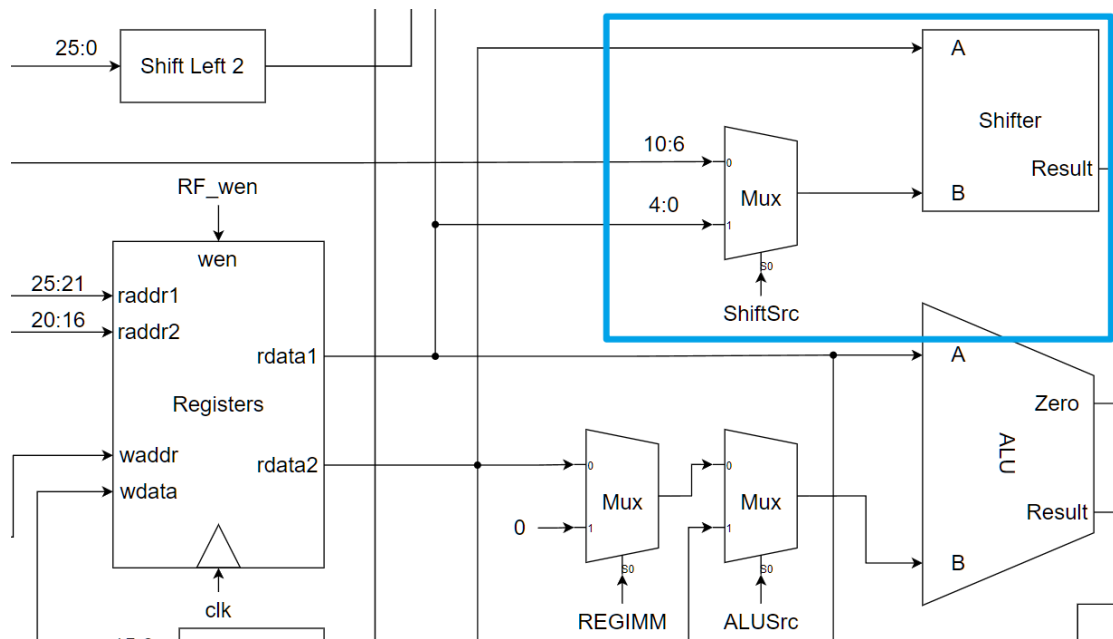 25:0
Shift Left 2
A
Shifter
Result
B
10:6
0
Mux
4:0
1
S0
ShiftSrc
RF_wen
wen
25:21
raddr1
20:16
raddr2
rdata1
Registers
waddr
rdata2
wdata
clk
0
Mux
0
1
S0
REGIMM
0
Mux
1
S0
ALUSrc
A
Zero
ALU
Result
B